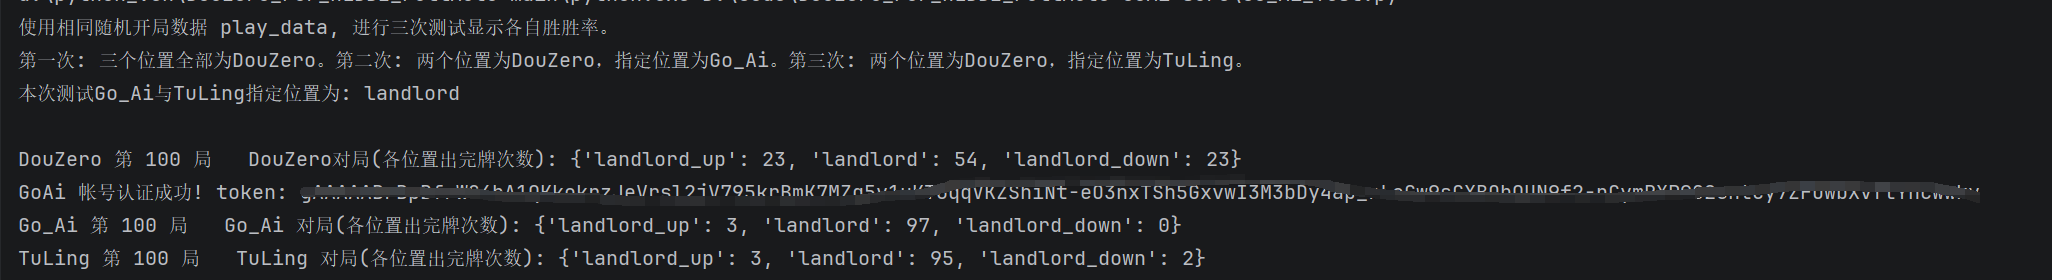 使用相同随机开局数据 play_data, 进行三次测试显示各自胜胜率。
第一次: 三个位置全部为DouZero。第二次: 两个位置为DouZero，指定位置为Go_Ai。第三次: 两个位置为DouZero，指定位置为TuLing。
本次测试Go_Ai与TuLing指定位置为: landlord
DouZero 第 100 局 DouZero对局(各位置出完牌次数): {'landlord_up': 23, 'landlord': 54, 'landlord_down': 23}
GoAi 帐号认证成功! token:
Go_Ai 第 100 局 Go_Ai 对局(各位置出完牌次数): {'landlord_up': 3, 'landlord': 97, 'landlord_down': 0}
TuLing 第 100 局 TuLing 对局(各位置出完牌次数): {'landlord_up': 3, 'landlord': 95, 'landlord_down': 2}